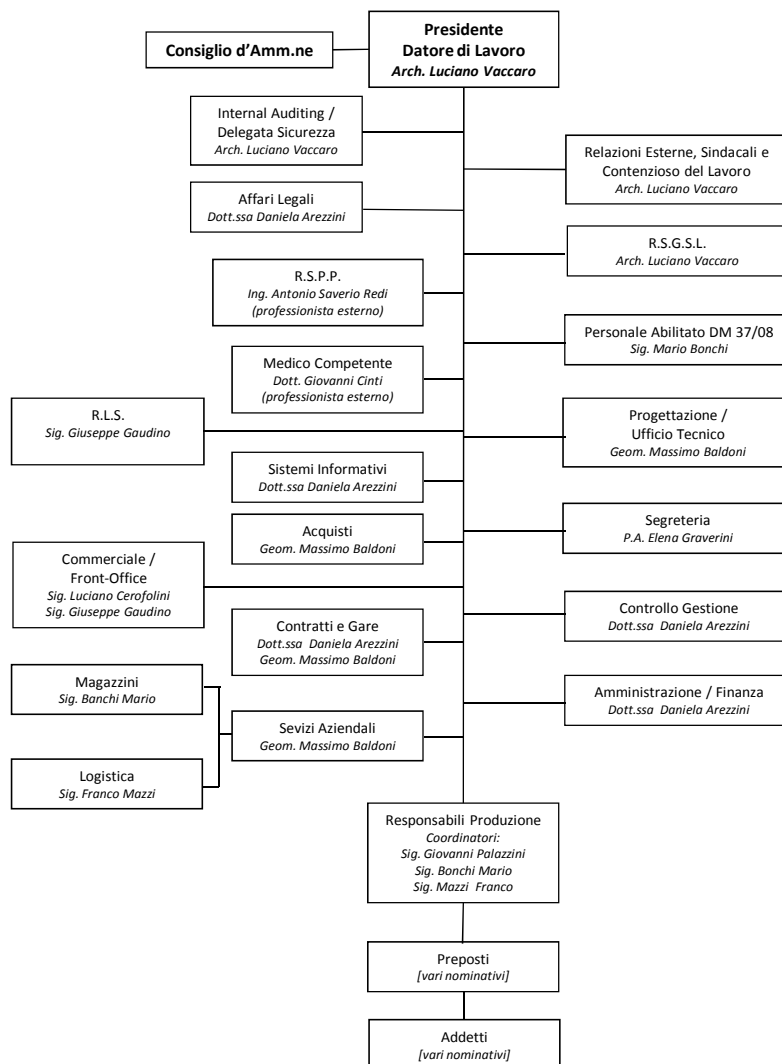 Presidente
Datore di Lavoro
Arch. Luciano Vaccaro
Consiglio d'Amm.ne
Internal Auditing /
Delegata Sicurezza
Arch. Luciano Vaccaro
Relazioni Esterne, Sindacali e
Contenzioso del Lavoro
Arch. Luciano Vaccaro
Affari Legali
Dott.ssa Daniela Arezzini
R.S.G.S.L.
Arch. Luciano Vaccaro
R.S.P.P.
Ing. Antonio Saverio Redi
(professionista esterno)
Personale Abilitato DM 37/08
Sig. Mario Bonchi
Medico Competente
Dott. Giovanni Cinti
(professionista esterno)
R.L.S.
Sig. Giuseppe Gaudino
Progettazione /
Ufficio Tecnico
Geom. Massimo Baldoni
Sistemi Informativi
Dott.ssa Daniela Arezzini
Acquisti
Geom. Massimo Baldoni
Segreteria
P.A. Elena Graverini
Commerciale /
Front-Office
Sig. Luciano Cerofolini
Sig. Giuseppe Gaudino
Controllo Gestione
Dott.ssa Daniela Arezzini
Contratti e Gare
Dott.ssa Daniela Arezzini
Geom. Massimo Baldoni
Magazzini
Sig. Banchi Mario
Amministrazione / Finanza
Dott.ssa Daniela Arezzini
Sevizi Aziendali
Geom. Massimo Baldoni
Logistica
Sig. Franco Mazzi
Responsabili Produzione
Coordinatori:
Sig. Giovanni Palazzini
Sig. Bonchi Mario
Sig. Mazzi Franco
Preposti
[vari nominativi]
Addetti
[vari nominativi]